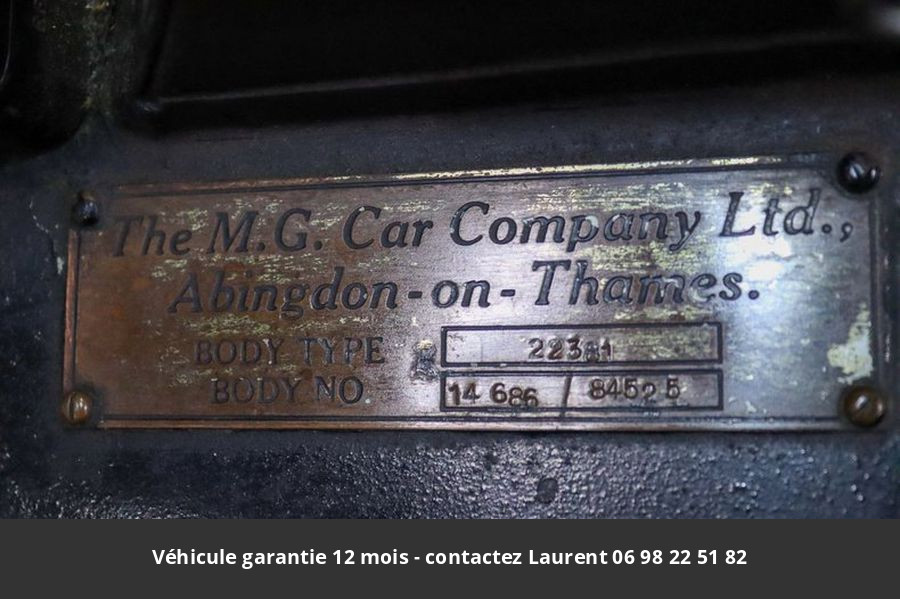 The M.G. Car Company Ltd.,
Abingdon-on-Thames.
BODY TYPE 22381
BODY NO 14 686 / 84525
Véhicule garantie 12 mois - contactez Laurent 06 98 22 51 82